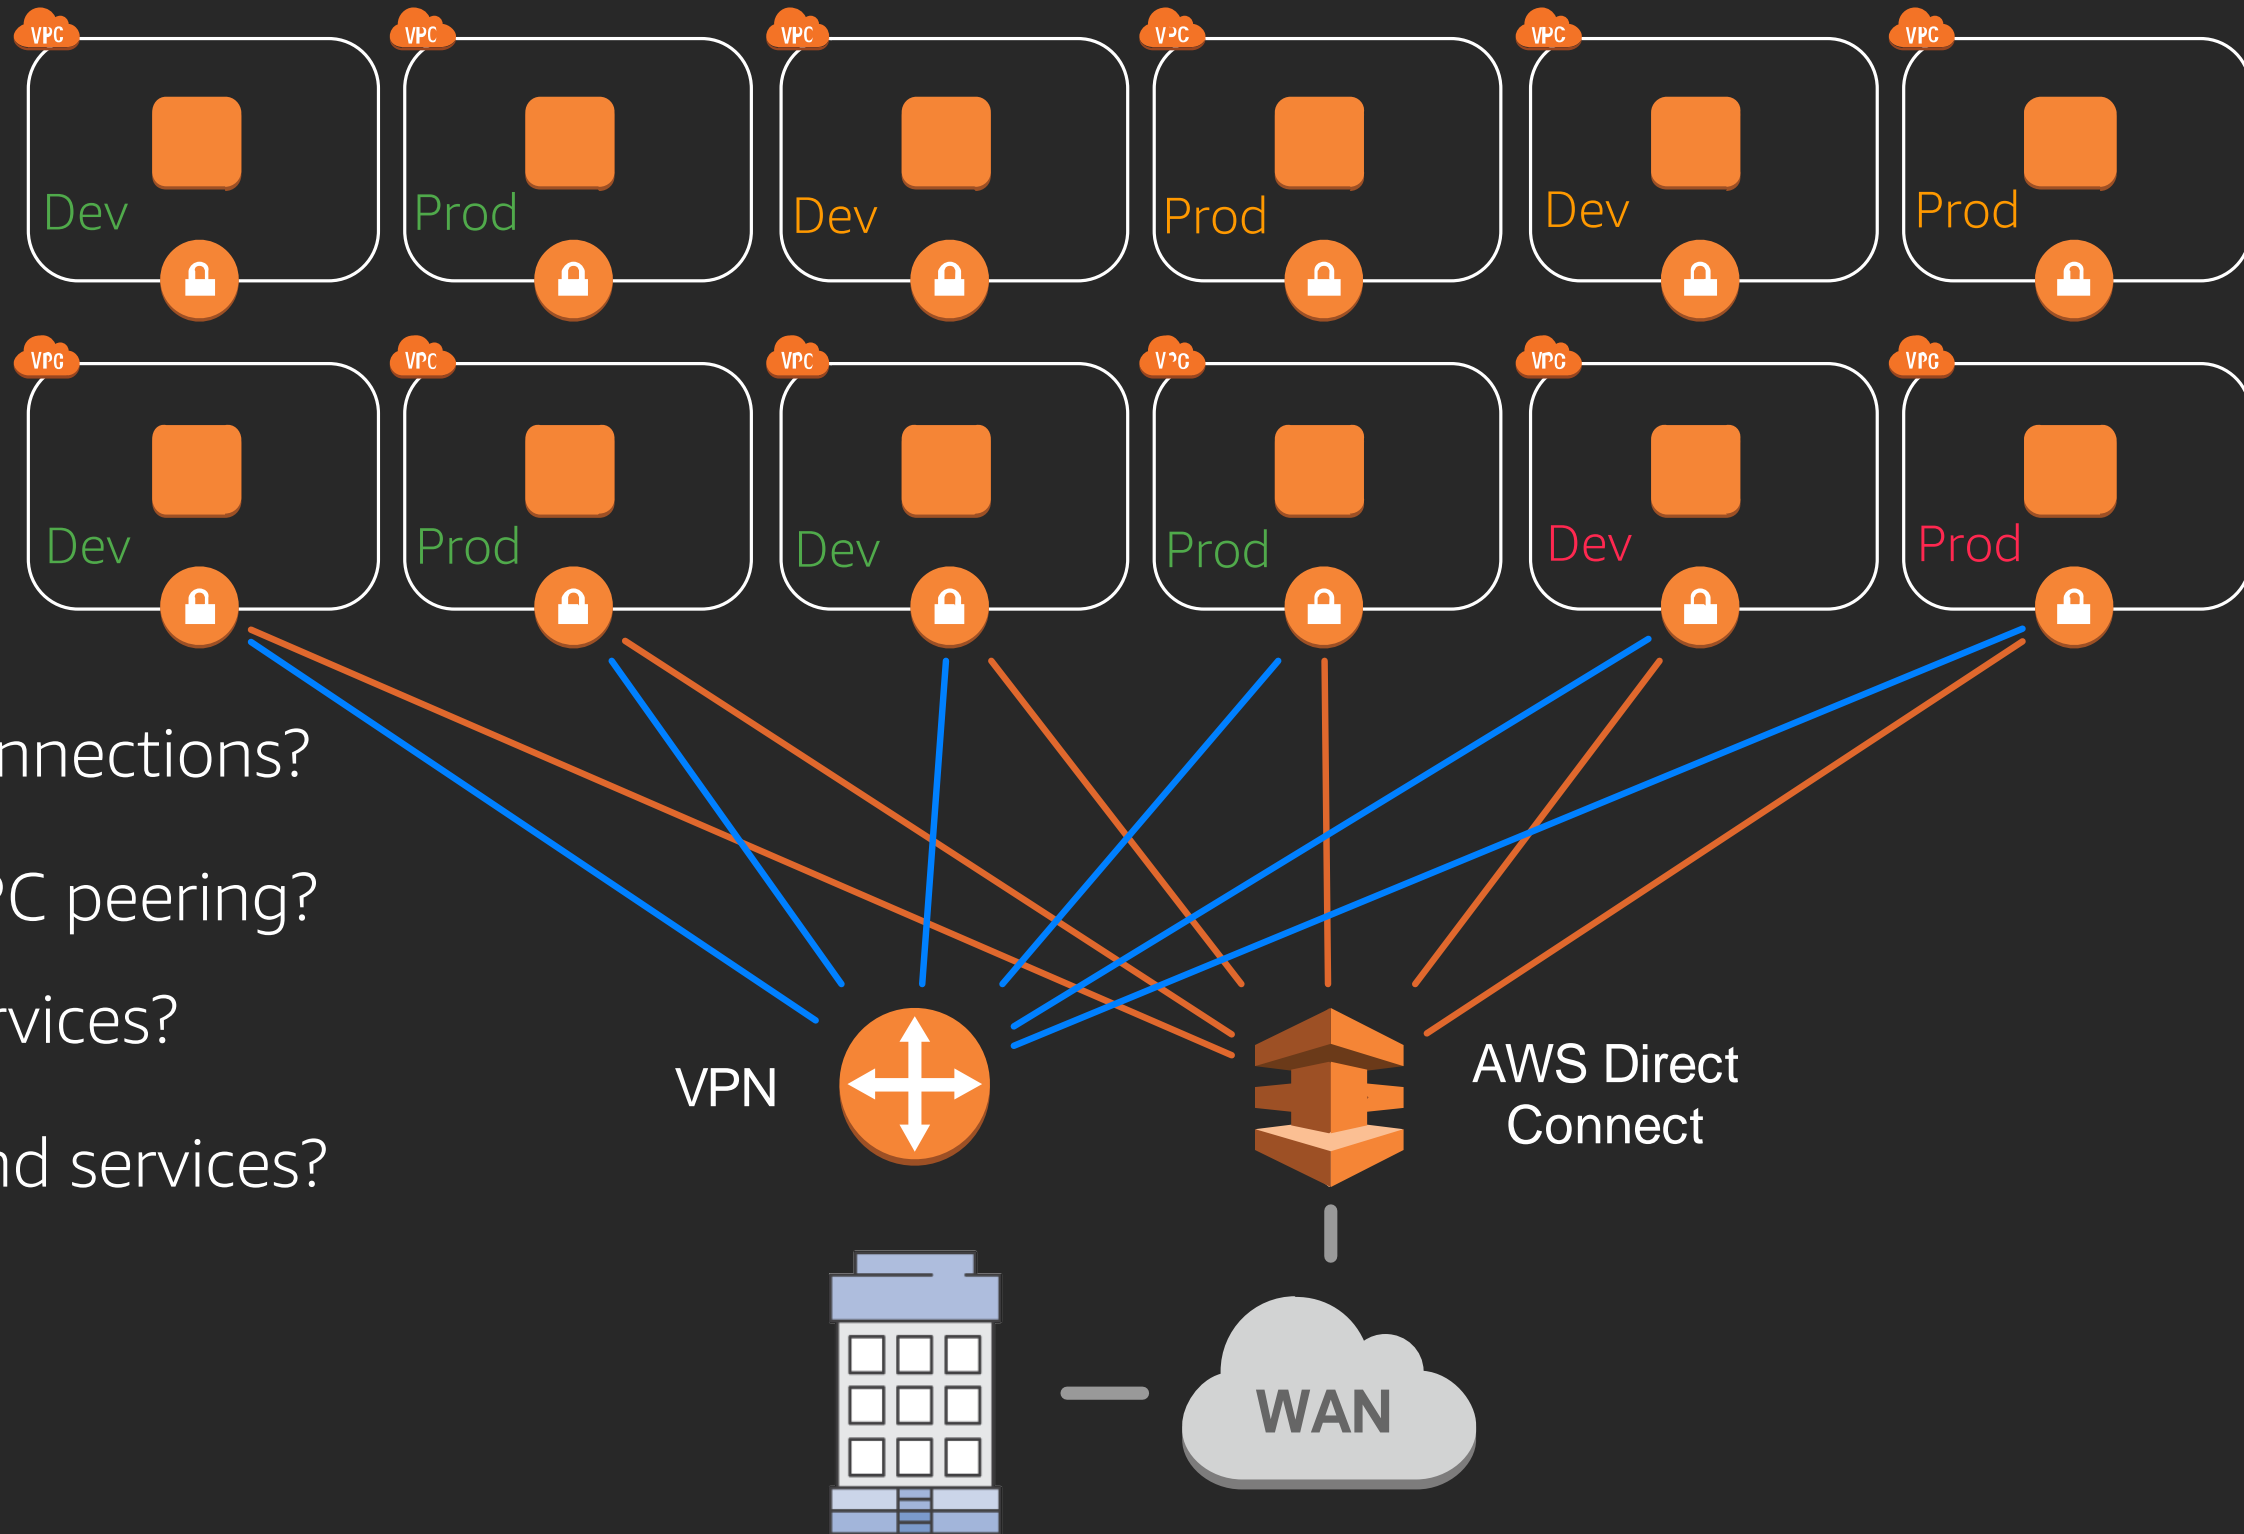 VPC VPC VPC VPC VPC VPC
Dev Prod Dev Prod Dev Prod
VPC VPC VPC VPC VPC VPC
Dev Prod Dev Prod Dev Prod
nnections?
PC peering?
rvices?
nd services?
VPN
AWS Direct
Connect
WAN